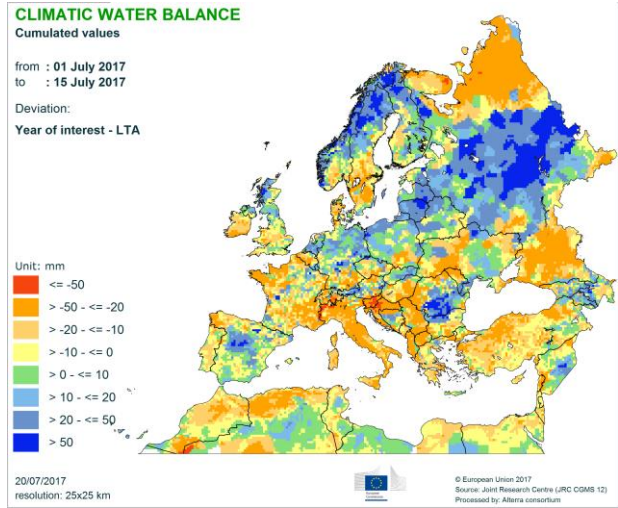 CLIMATIC WATER BALANCE
Cumulated values
from : 01 July 2017
to : 15 July 2017
Deviation:
Year of interest - LTA
Unit: mm
<= -50
> -50 - <= -20
> -20 - <= -10
> -10 - <= 0
> 0 - <= 10
> 10 - <= 20
> 20 - <= 50
> 50
20/07/2017
resolution: 25x25 km
European
Commission
© European Union 2017
Source: Joint Research Centre (JRC CGMS 12)
Processed by: Alterra consortium